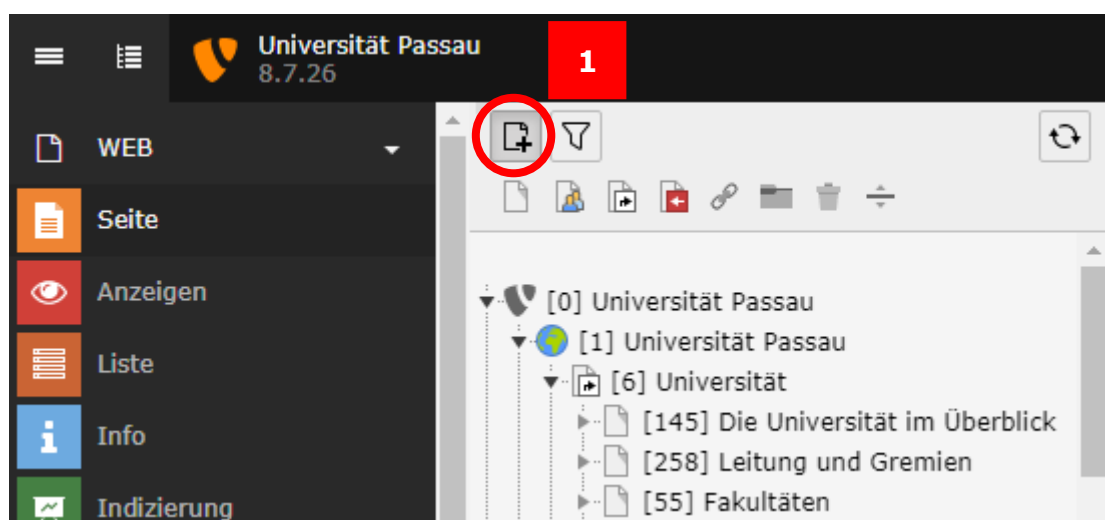 Universität Passau
8.7.26
1
WEB
Seite
Anzeigen
Liste
Info
Indizierung
[0] Universität Passau
[1] Universität Passau
[6] Universität
[145] Die Universität im Überblick
[258] Leitung und Gremien
[55] Fakultäten